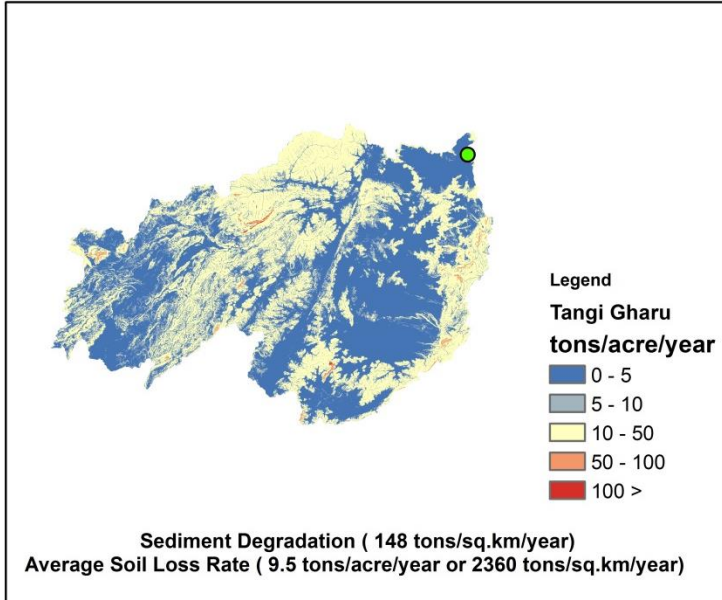 Legend
Tangi Gharu
tons/acre/year
0 - 5
5 - 10
10 - 50
50 - 100
100 >
Sediment Degradation ( 148 tons/sq.km/year)
Average Soil Loss Rate ( 9.5 tons/acre/year or 2360 tons/sq.km/year)